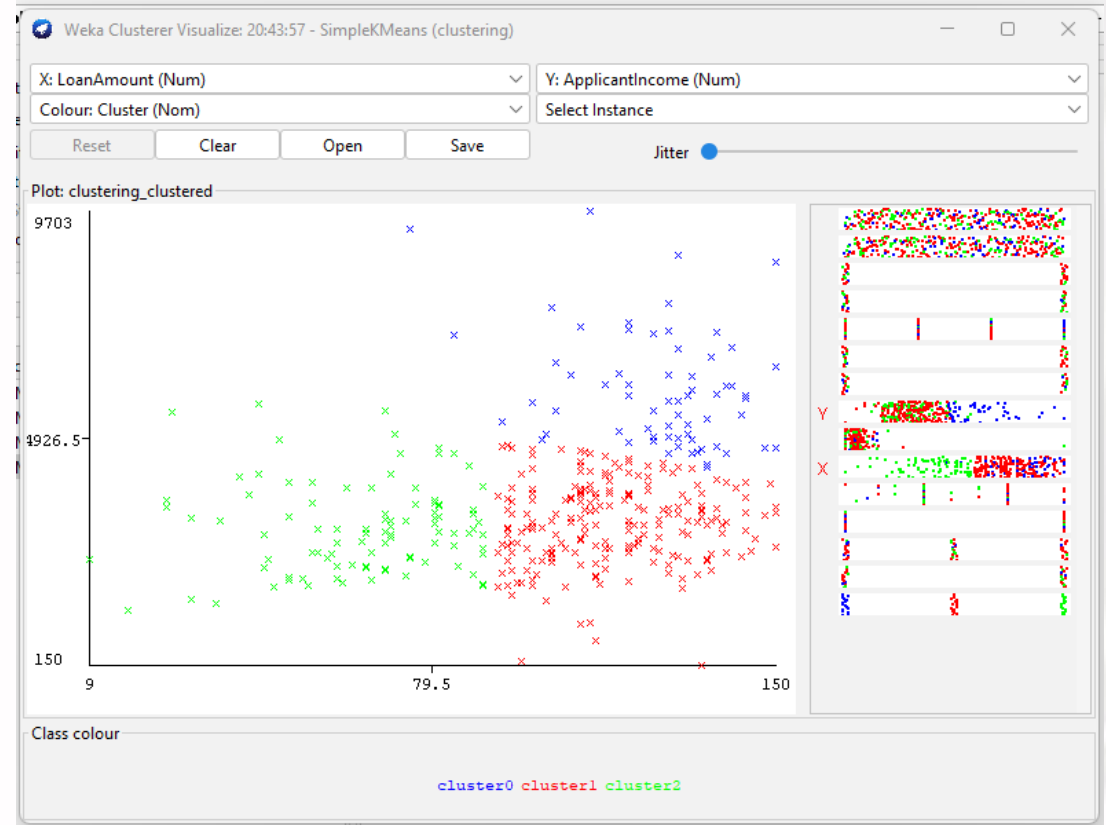 Weka Clusterer Visualize: 20:43:57 - SimpleKMeans (clustering)
X: LoanAmount (Num) Y: ApplicantIncome (Num)
Colour: Cluster (Nom) Select Instance
Reset Clear Open Save Jitter
Plot: clustering_clustered
9703
4926.5
150
9 79.5 150
Y
X
Class colour
cluster0 cluster1 cluster2